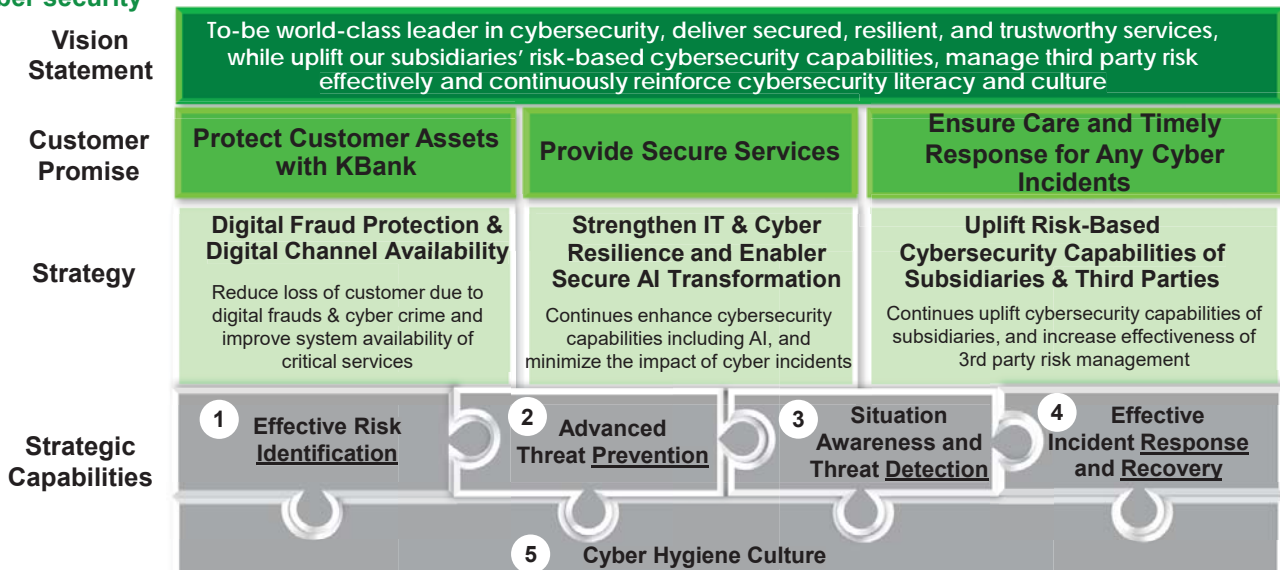 ber security
Vision
Statement
To-be world-class leader in cybersecurity, deliver secured, resilient, and trustworthy services,
while uplift our subsidiaries' risk-based cybersecurity capabilities, manage third party risk
effectively and continuously reinforce cybersecurity literacy and culture
Customer
Promise
Protect Customer Assets
with KBank
Provide Secure Services
Ensure Care and Timely
Response for Any Cyber
Incidents
Strategy
Digital Fraud Protection &
Digital Channel Availability
Reduce loss of customer due to
digital frauds & cyber crime and
improve system availability of
critical services
Strengthen IT & Cyber
Resilience and Enabler
Secure AI Transformation
Continues enhance cybersecurity
capabilities including AI, and
minimize the impact of cyber incidents
Uplift Risk-Based
Cybersecurity Capabilities of
Subsidiaries & Third Parties
Continues uplift cybersecurity capabilities of
subsidiaries, and increase effectiveness of
3rd party risk management
Strategic
Capabilities
1
Effective Risk
Identification
2
Advanced
Threat Prevention
3
Situation
Awareness and
Threat Detection
4
Effective
Incident Response
and Recovery
5 Cyber Hygiene Culture